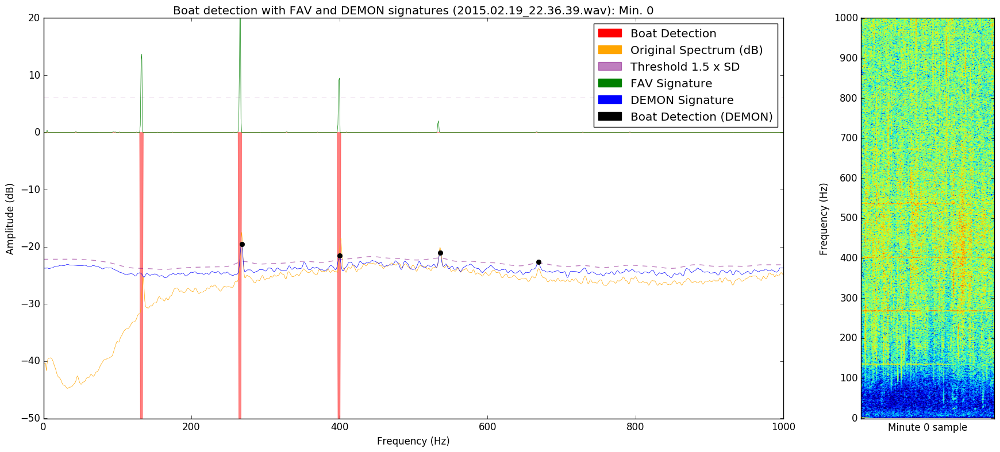 Boat detection with FAV and DEMON signatures (2015.02.19_22.36.39.wav): Min. 0
Boat Detection
Original Spectrum (dB)
Threshold 1.5 x SD
FAV Signature
DEMON Signature
Boat Detection (DEMON)
Amplitude (dB)
20
10
0
−10
−20
−30
−40
−50
0
200
400
600
800
1000
Frequency (Hz)
Frequency (Hz)
1000
900
800
700
600
500
400
300
200
100
0
Minute 0 sample